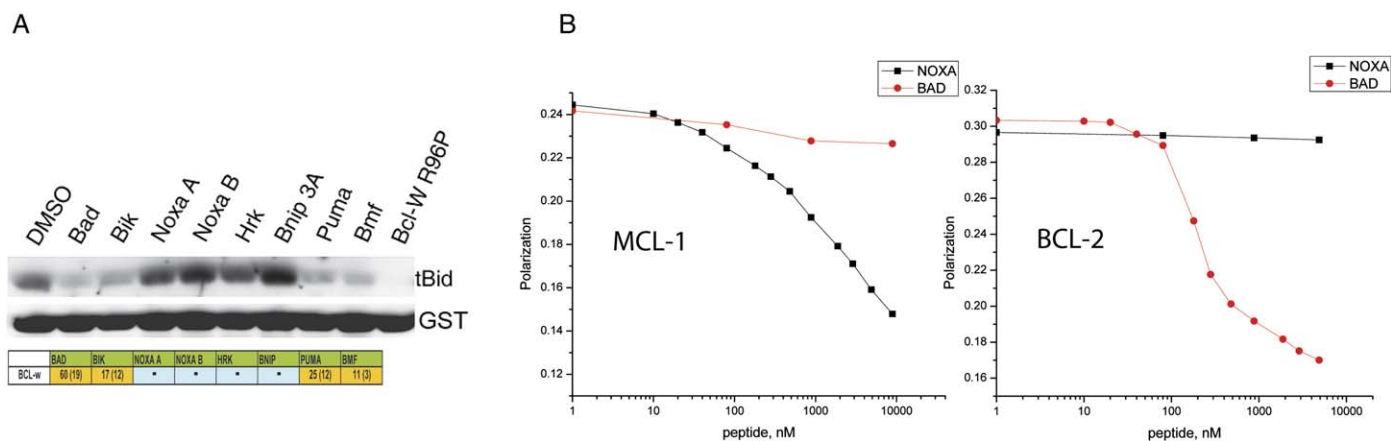 A
DMSO
Bad
Bik
Noxa A
Noxa B
Hrk
Bnip 3A
Puma
Bmf
Bcl-W R96P
tBid
GST
BAD BIK NOXA A NOXA B HRK BNIP PUMA BMF
BCL-w 60 (19) 17 (12) - - - - 25 (12) 11 (3)
B
NOXA
BAD
0.24
0.22
0.20
0.18
0.16
0.14
0.12
Polarization
MCL-1
1 10 100 1000 10000
peptide, nM
NOXA
BAD
0.32
0.30
0.28
0.26
0.24
0.22
0.20
0.18
0.16
Polarization
BCL-2
1 10 100 1000 10000
peptide, nM